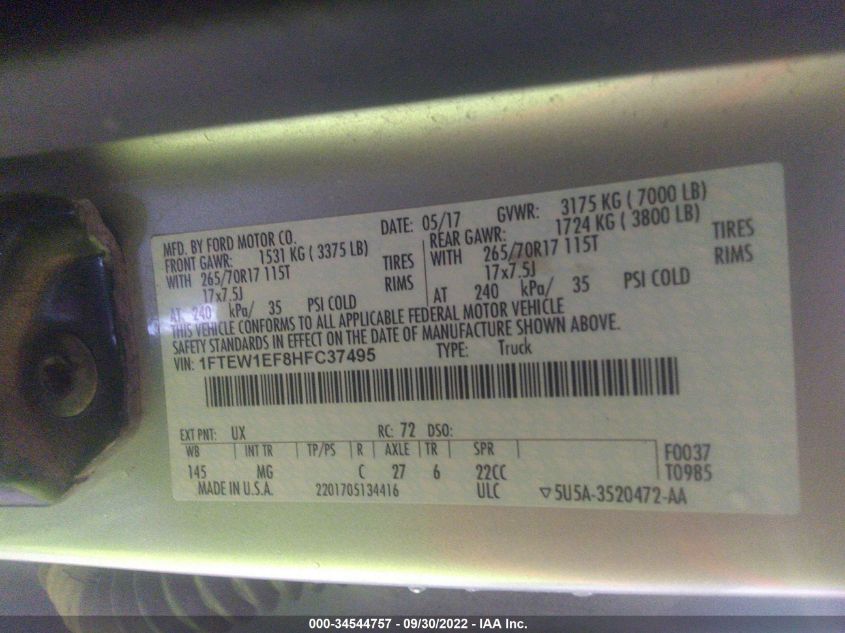 MFD. BY FORD MOTOR CO. DATE: 05/17 GVWR: 3175 KG ( 7000 LB)
FRONT GAWR: 1531 KG ( 3375 LB) REAR GAWR: 1724 KG ( 3800 LB)
WITH 265/70R17 115T TIRES WITH 265/70R17 115T TIRES
17x7.5J RIMS 17x7.5J RIMS
AT 240 kPa/ 35 PSI COLD AT 240 kPa/ 35 PSI COLD
THIS VEHICLE CONFORMS TO ALL APPLICABLE FEDERAL MOTOR VEHICLE
SAFETY STANDARDS IN EFFECT ON THE DATE OF MANUFACTURE SHOWN ABOVE.
VIN: 1FTEW1EF8HFC37495 TYPE: Truck
EXT PNT: UX RC: 72 DSO:
WB INT TR TP/PS R AXLE TR SPR F0037
145 MG C 27 6 22CC T09B5
MADE IN U.S.A. 2201705134416 ULC ▽5U5A-3520472-AA
000-34544757 - 09/30/2022 - IAA Inc.